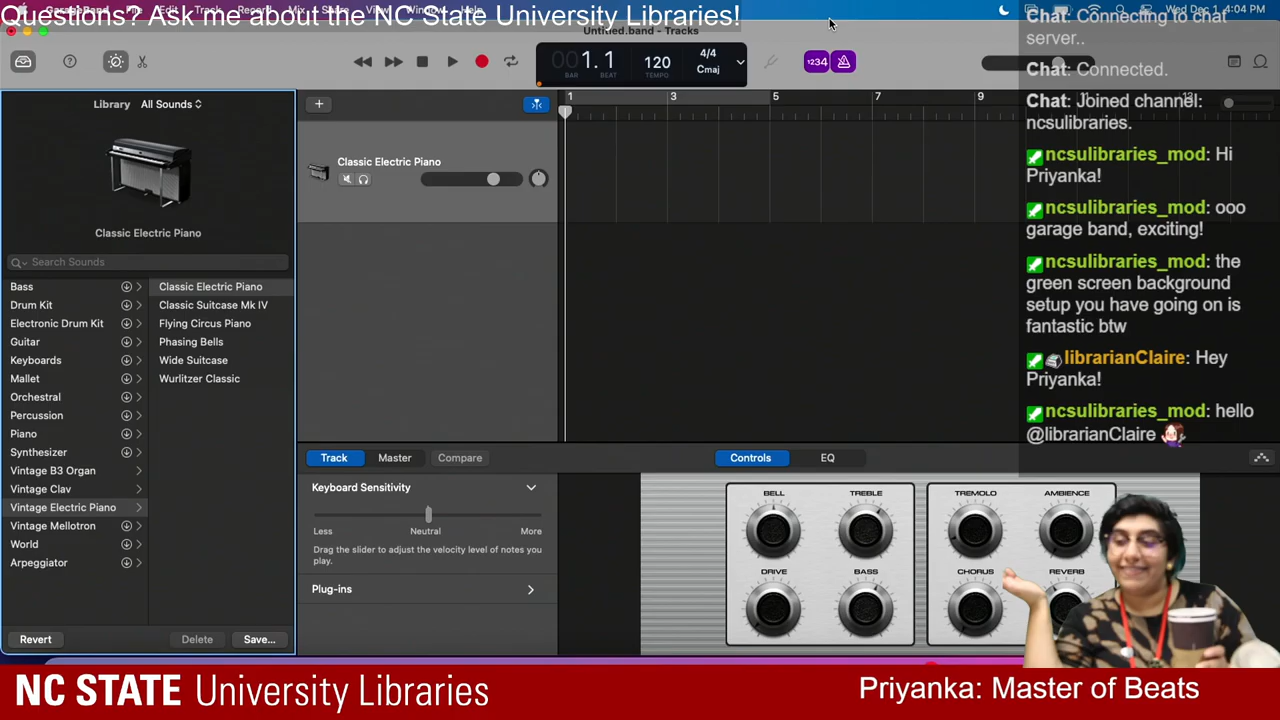 Questions? Ask me about the NC State University Libraries!
Wed Dec 1 4:04 PM
Untitled.band - Tracks
001.1
BAR BEAT
120
TEMPO
4/4
Cmaj
1234
Library All Sounds
Classic Electric Piano
Search Sounds
Bass
Drum Kit
Electronic Drum Kit
Guitar
Keyboards
Mallet
Orchestral
Percussion
Piano
Synthesizer
Vintage B3 Organ
Vintage Clav
Vintage Electric Piano
Vintage Mellotron
World
Arpeggiator
Classic Electric Piano
Classic Suitcase Mk IV
Flying Circus Piano
Phasing Bells
Wide Suitcase
Wurlitzer Classic
Revert Delete Save...
1 3 5 7 9 11 13
Classic Electric Piano
Track Master Compare
Controls EQ
Keyboard Sensitivity
Less Neutral More
Drag the slider to adjust the velocity level of notes you
play.
Plug-ins
BELL TREBLE TREMOLO AMBIENCE
DRIVE BASS CHORUS REVERB
Chat: Connecting to chat
server..
Chat: Connected.
Chat: Joined channel:
ncsulibraries.
ncsulibraries_mod: Hi
Priyanka!
ncsulibraries_mod: ooo
garage band, exciting!
ncsulibraries_mod: the
green screen background
setup you have going on is
fantastic btw
librarianClaire: Hey
Priyanka!
ncsulibraries_mod: hello
@librarianClaire
NC STATE University Libraries
Priyanka: Master of Beats